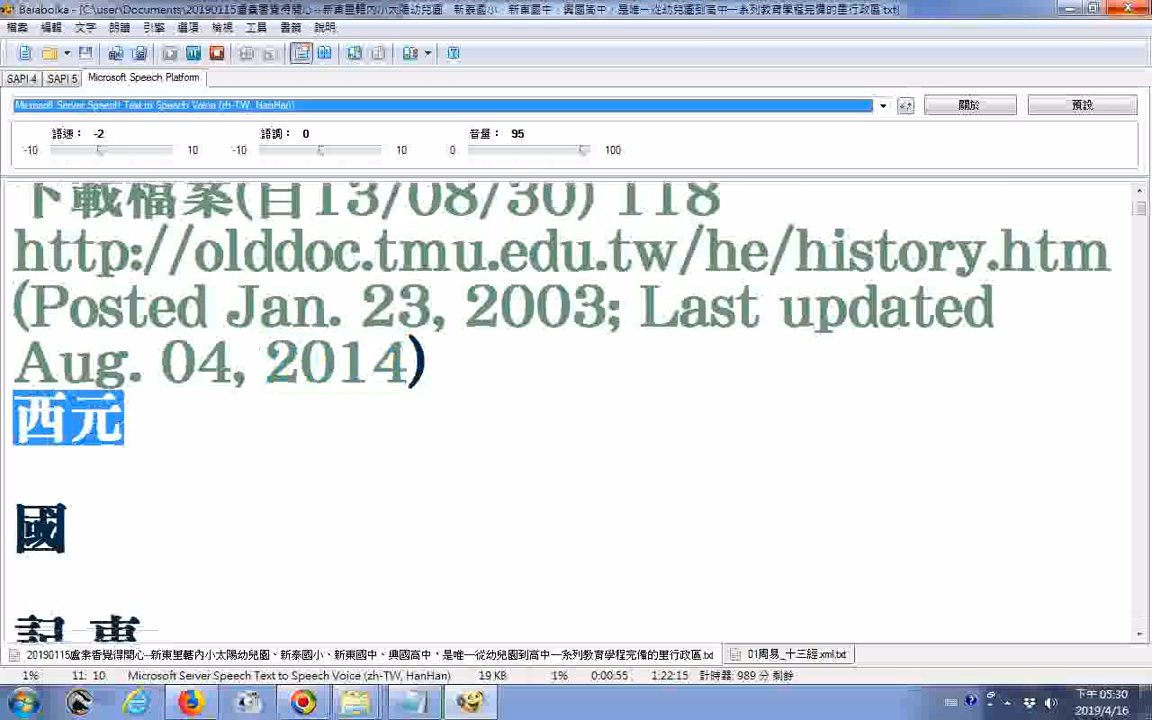 Balabolka - [C:\user\Documents\20190115盧素香覺得關心--新東里轄內小太陽幼兒園、新泰國小、新東國中、興國高中，是唯一從幼兒園到高中一系列教育學程完備的里行政區.txt]
檔案 編輯 文字 朗讀 引擎 選項 檢視 工具 書籤 說明
SAPI 4 SAPI 5 Microsoft Speech Platform
Microsoft Server Speech Text to Speech Voice (zh-TW, HanHan)
關於 預設
語速： -2 語調： 0 音量： 95
-10 10 -10 10 0 100
下載檔案(自13/08/30) 118
http://olddoc.tmu.edu.tw/he/history.htm
(Posted Jan. 23, 2003; Last updated
Aug. 04, 2014)
西元
國
記 事
20190115盧素香覺得關心--新東里轄內小太陽幼兒園、新泰國小、新東國中、興國高中，是唯一從幼兒園到高中一系列教育學程完備的里行政區.txt 01周易_十三經.xml.txt
1% 11: 10 Microsoft Server Speech Text to Speech Voice (zh-TW, HanHan) 19 KB 1% 0:00:55 1:22:15 計時器: 989 分 剩餘
下午 05:30
2019/4/16